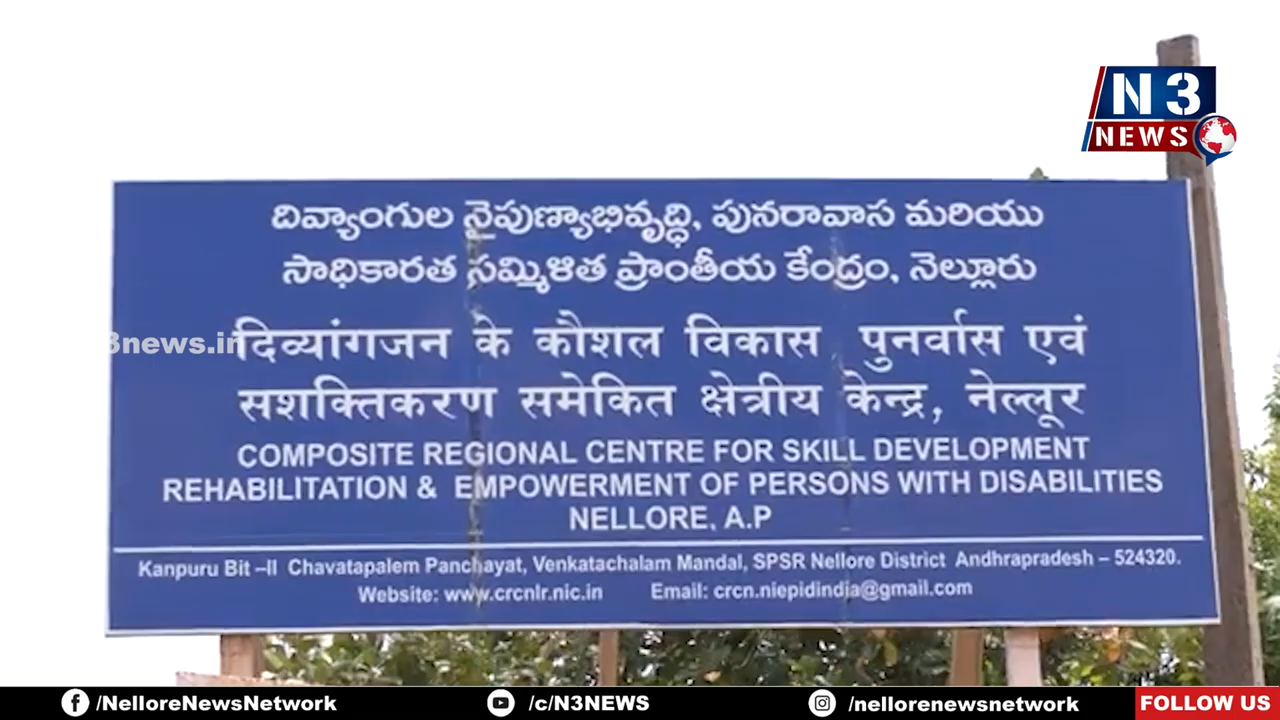 N3
NEWS
దివ్యాంగుల నైపుణ్యాభివృద్ధి, పునరావాస మరియు
సాధికారత సమ్మిళిత ప్రాంతీయ కేంద్రం, నెల్లూరు
3news.in
दिव्यांगजन के कौशल विकास पुनर्वास एवं
सशक्तिकरण समेकित क्षेत्रीय केन्द्र, नेल्लूर
COMPOSITE REGIONAL CENTRE FOR SKILL DEVELOPMENT
REHABILITATION & EMPOWERMENT OF PERSONS WITH DISABILITIES
NELLORE, A.P
Kanpuru Bit –II Chavatapalem Panchayat, Venkatachalam Mandal, SPSR Nellore District Andhrapradesh – 524320.
Website: www.crcnlr.nic.in Email: crcn.niepidindia@gmail.com
/NelloreNewsNetwork /c/N3NEWS /nellorenewsnetwork FOLLOW US